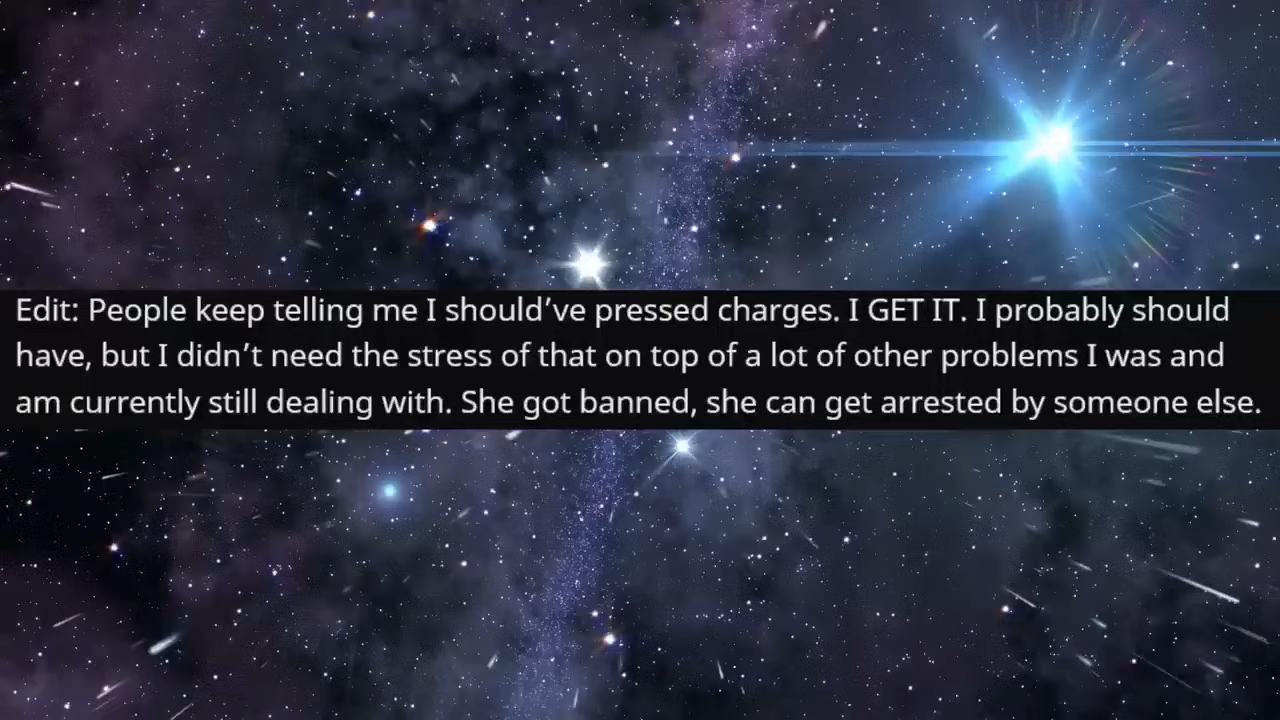 Edit: People keep telling me I should’ve pressed charges. I GET IT. I probably should
have, but I didn’t need the stress of that on top of a lot of other problems I was and
am currently still dealing with. She got banned, she can get arrested by someone else.